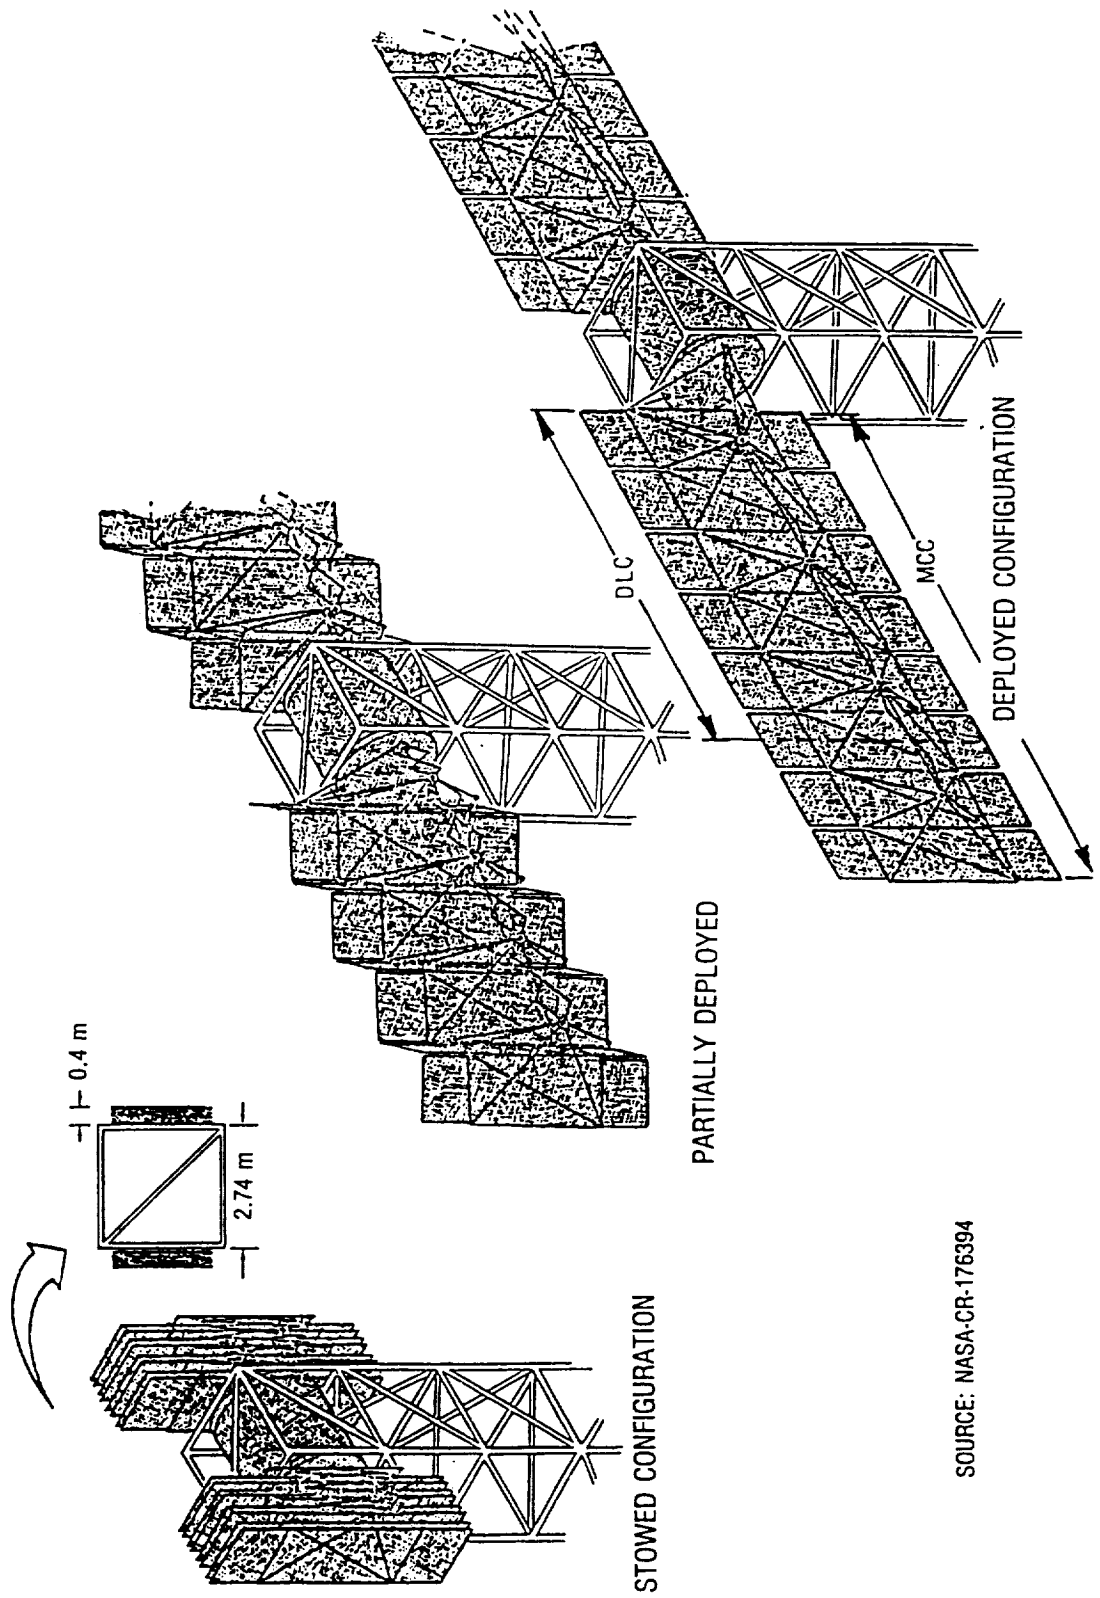 0.4 m
2.74 m
STOWED CONFIGURATION
PARTIALLY DEPLOYED
DLC
MCC
DEPLOYED CONFIGURATION
SOURCE: NASA-CR-176394